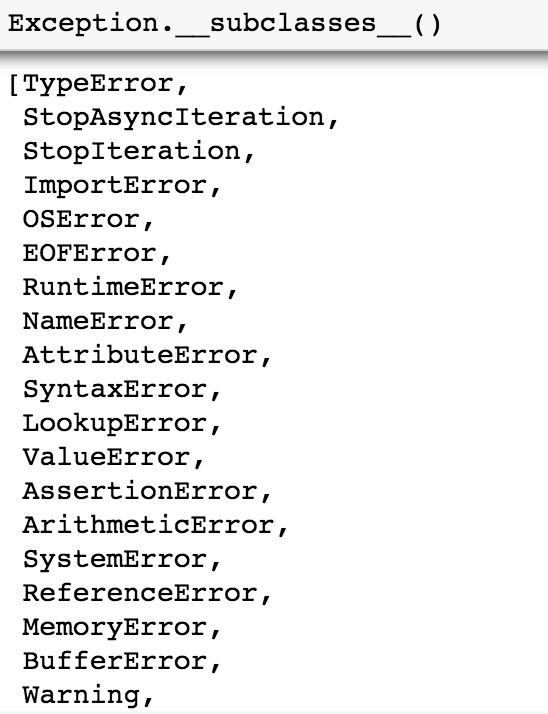 Exception.__subclasses__()
[TypeError,
StopAsyncIteration,
StopIteration,
ImportError,
OSError,
EOFError,
RuntimeError,
NameError,
AttributeError,
SyntaxError,
LookupError,
ValueError,
AssertionError,
ArithmeticError,
SystemError,
ReferenceError,
MemoryError,
BufferError,
Warning,